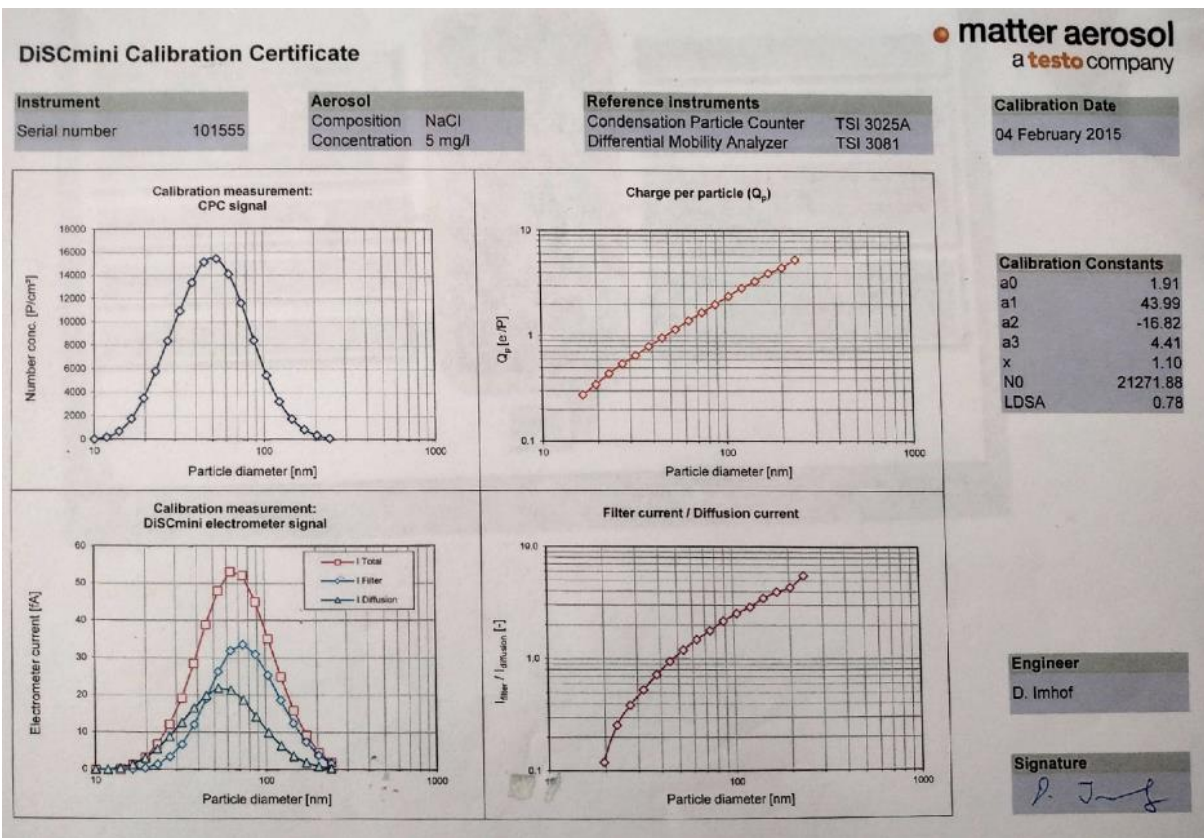 DiSCmini Calibration Certificate
matter aerosol
a testo company
Instrument
Serial number 101555
Aerosol
Composition NaCl
Concentration 5 mg/l
Reference instruments
Condensation Particle Counter TSI 3025A
Differential Mobility Analyzer TSI 3081
Calibration Date
04 February 2015
Calibration measurement:
CPC signal
18000
16000
14000
12000
10000
8000
6000
4000
2000
0
10 100 1000
Number conc. [P/cm³]
Particle diameter [nm]
Charge per particle (Qp)
10
1
0.1
10 100 1000
Qp [e/P]
Particle diameter [nm]
Calibration Constants
a0 1.91
a1 43.99
a2 -16.82
a3 4.41
x 1.10
N0 21271.88
LDSA 0.78
Calibration measurement:
DiSCmini electrometer signal
60
50
40
30
20
10
0
10 100 1000
Electrometer current [fA]
I Total
I Filter
I Diffusion
Particle diameter [nm]
Filter current / Diffusion current
10.0
1.0
0.1
100 1000
Ifilter / Idiffusion [-]
Particle diameter [nm]
Engineer
D. Imhof
Signature